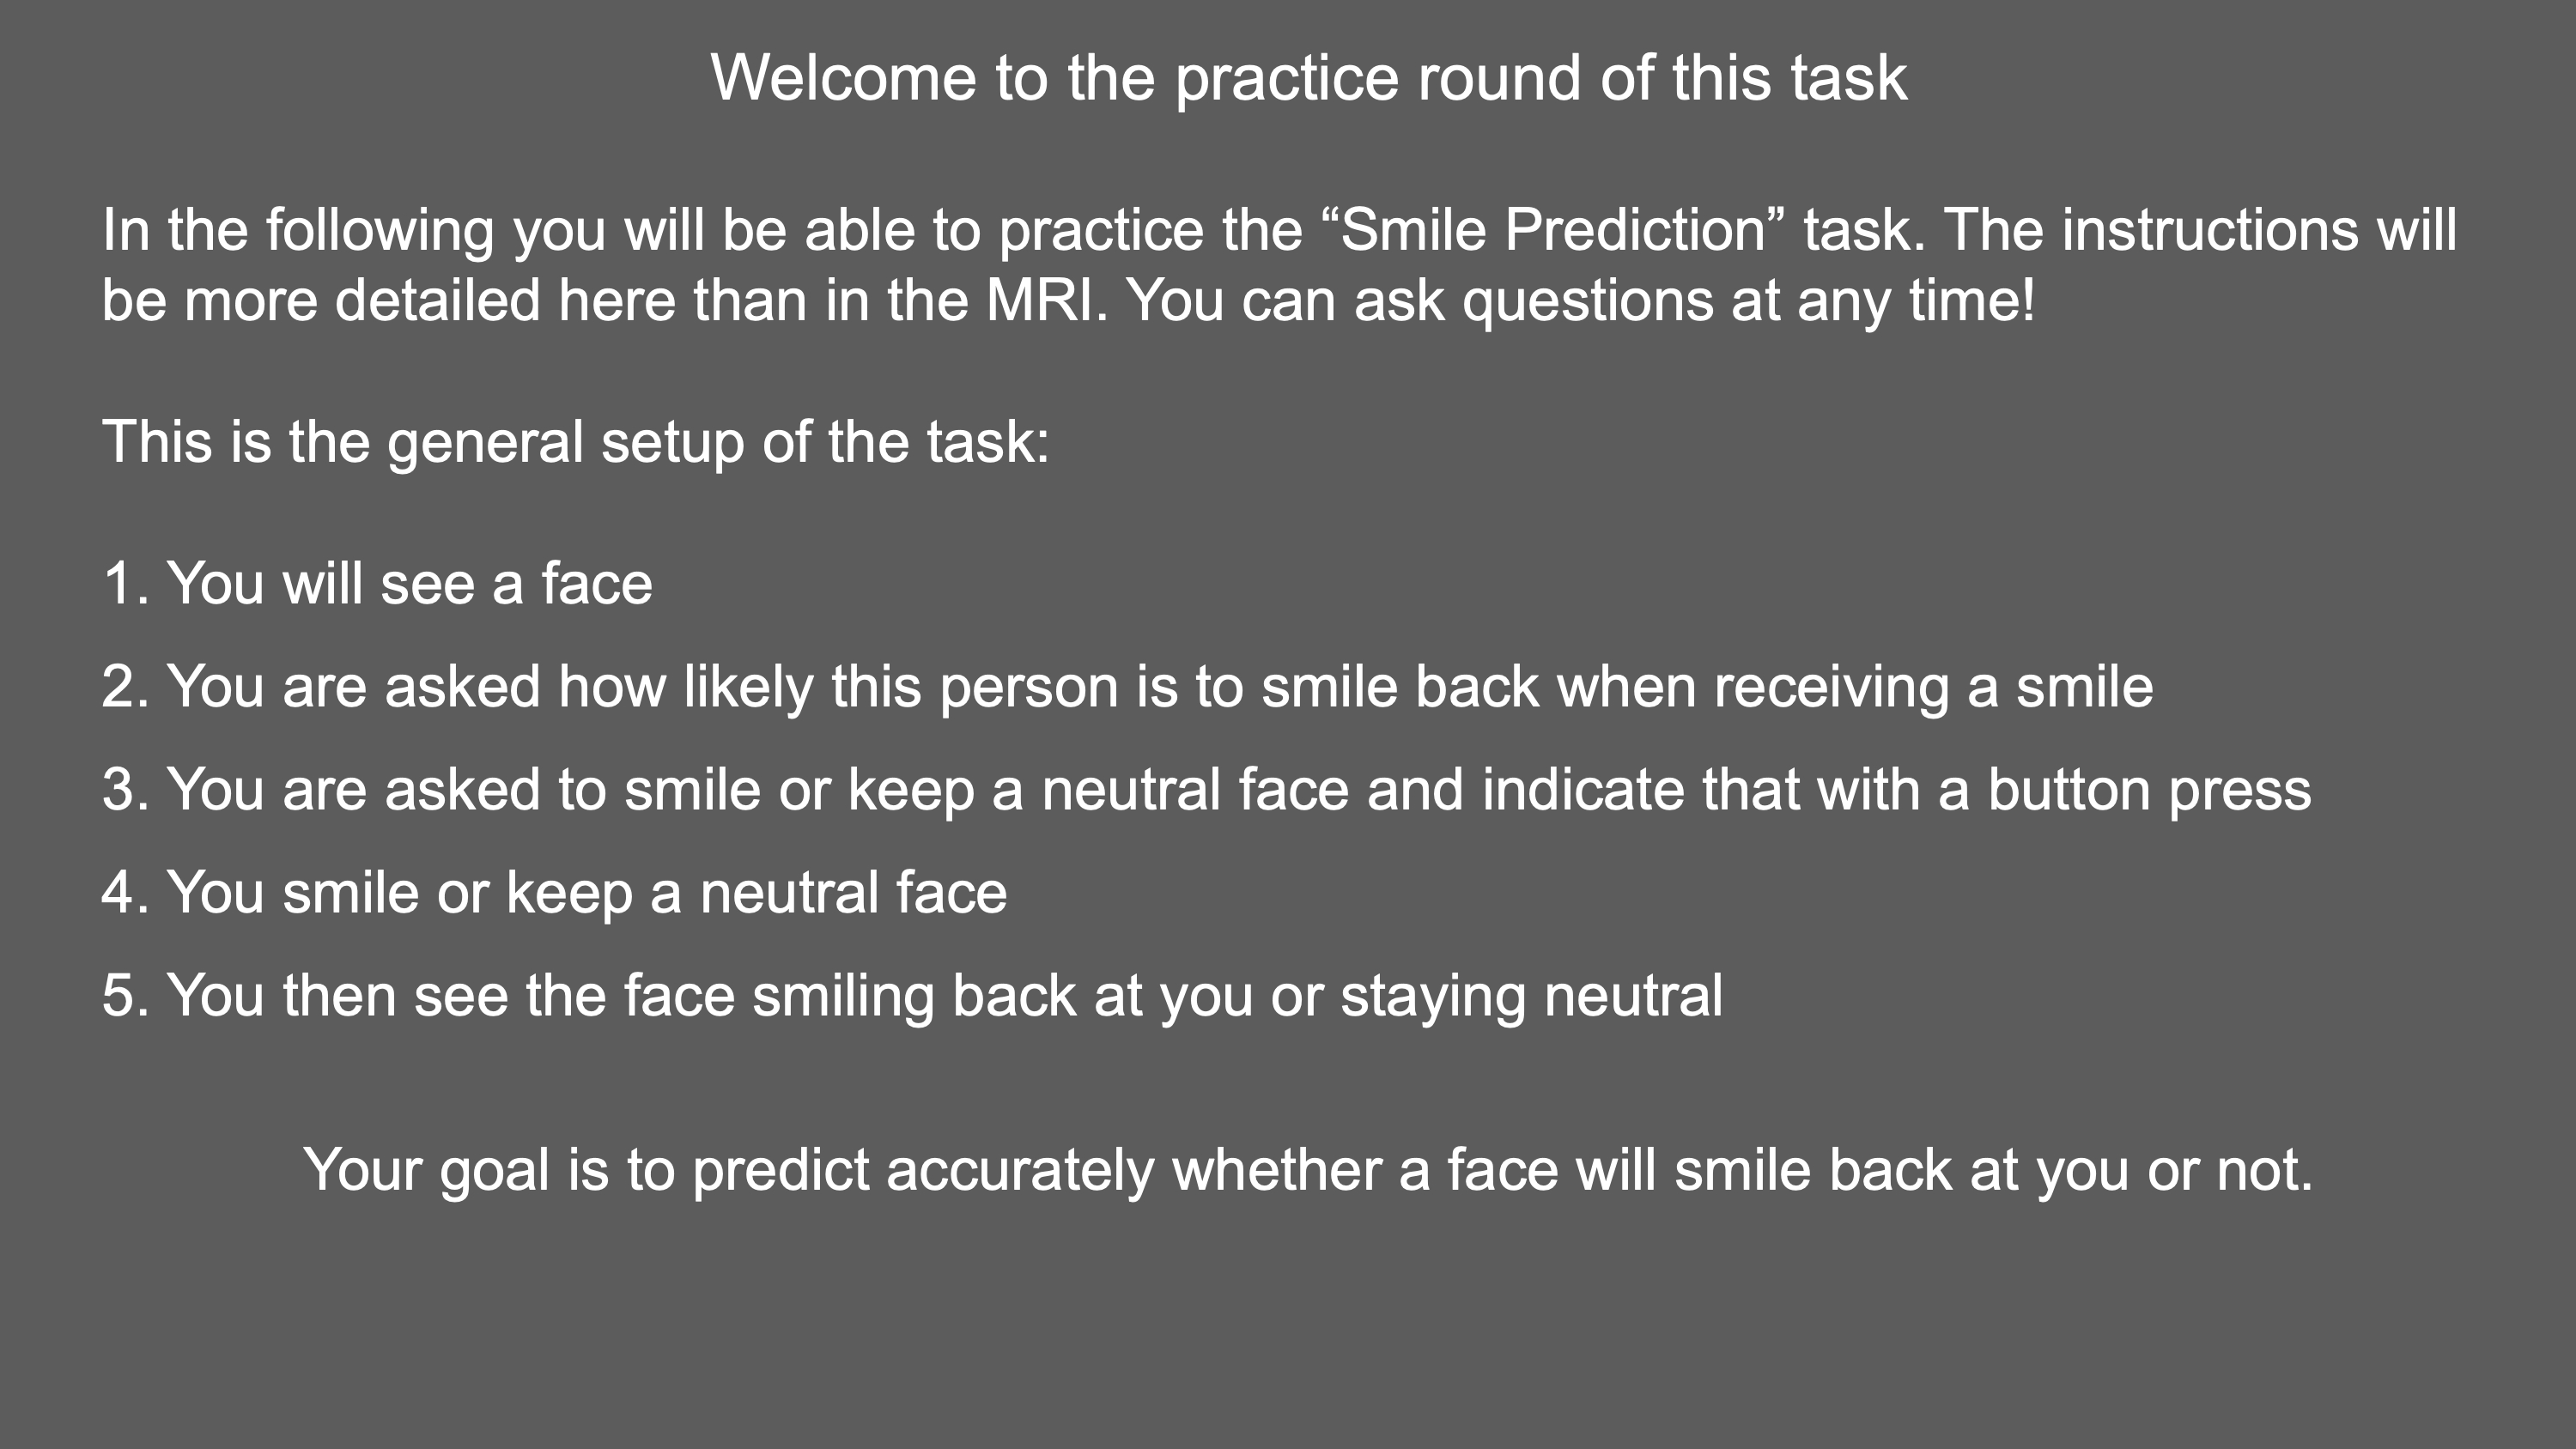 Welcome to the practice round of this task
In the following you will be able to practice the “Smile Prediction” task. The instructions will
be more detailed here than in the MRI. You can ask questions at any time!
This is the general setup of the task:
1. You will see a face
2. You are asked how likely this person is to smile back when receiving a smile
3. You are asked to smile or keep a neutral face and indicate that with a button press
4. You smile or keep a neutral face
5. You then see the face smiling back at you or staying neutral
Your goal is to predict accurately whether a face will smile back at you or not.